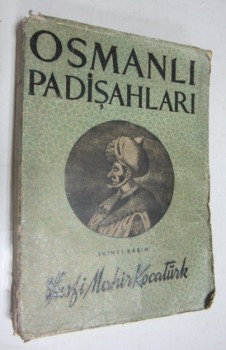 OSMANLI
PADİŞAHLARI
İKİNCİ BASIM
Vasfi Mahir Kocatürk